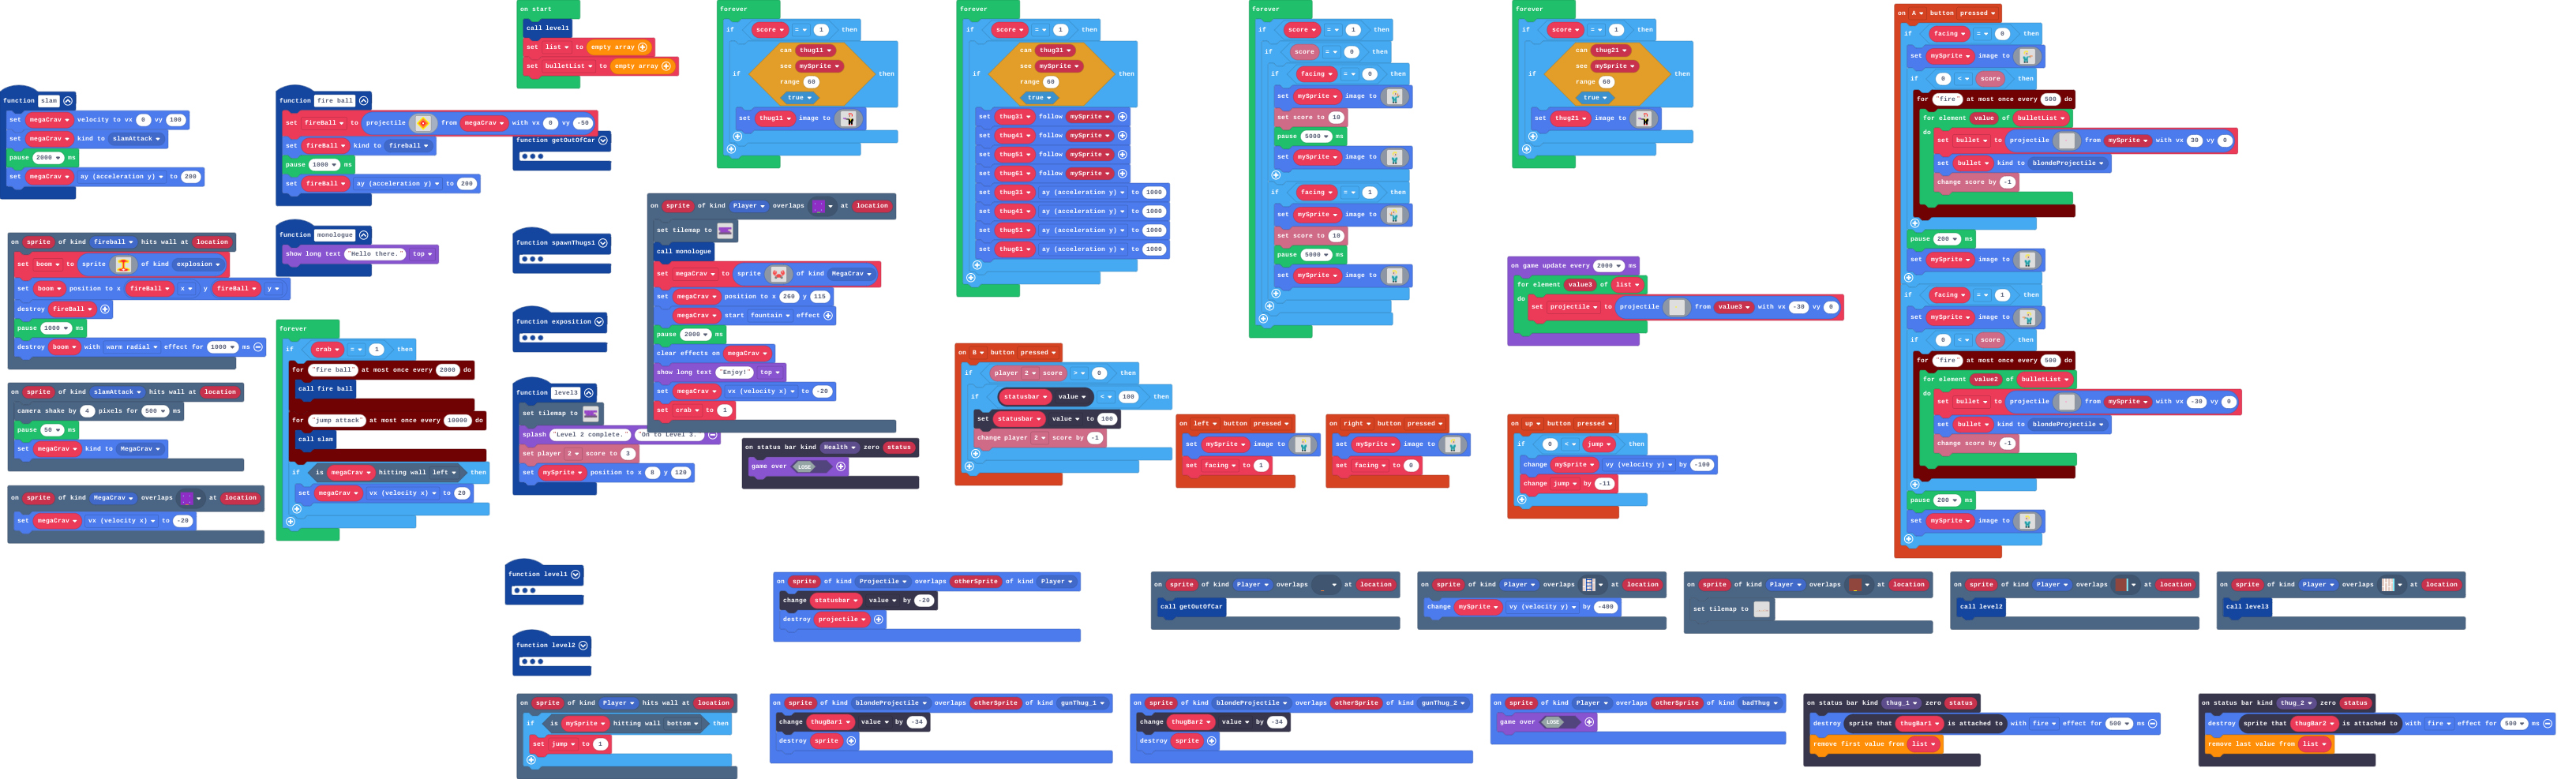 function slam
set megaCrav velocity to vx 0 vy 100
set megaCrav kind to slamAttack
pause 2000 ms
set megaCrav ay (acceleration y) to 200
on sprite of kind fireball hits wall at location
set boom to sprite of kind explosion
set boom position to x fireBall x y fireBall y
destroy fireBall
pause 1000 ms
destroy boom with warm radial effect for 1000 ms
on sprite of kind slamAttack hits wall at location
camera shake by 4 pixels for 500 ms
pause 50 ms
set megaCrav kind to MegaCrav
on sprite of kind MegaCrav overlaps at location
set megaCrav vx (velocity x) to -20
function fire ball
set fireBall to projectile from megaCrav with vx 0 vy -50
set fireBall kind to fireball
pause 1000 ms
set fireBall ay (acceleration y) to 200
function monologue
show long text "Hello there." top
forever
if crab = 1 then
for "fire ball" at most once every 2000 do
call fire ball
for "jump attack" at most once every 10000 do
call slam
if is megaCrav hitting wall left then
set megaCrav vx (velocity x) to 20
on start
call level1
set list to empty array
set bulletList to empty array
function getOutOfCar
function spawnThugs1
function exposition
function level3
set tilemap to
splash "Level 2 complete." "On to Level 3."
set player 2 score to 3
set mySprite position to x 0 y 120
on sprite of kind Player overlaps at location
set tilemap to
call monologue
set megaCrav to sprite of kind MegaCrav
set megaCrav position to x 260 y 115
megaCrav start fountain effect
pause 2000 ms
clear effects on megaCrav
show long text "Enjoy!" top
set megaCrav vx (velocity x) to -20
set crab to 1
on status bar kind Health zero status
game over LOSE
forever
if score = 1 then
if can thug11 see mySprite range 60 true then
set thug11 image to
forever
if score = 1 then
if can thug31 see mySprite range 60 true then
set thug31 follow mySprite
set thug41 follow mySprite
set thug51 follow mySprite
set thug61 follow mySprite
set thug31 ay (acceleration y) to 1000
set thug41 ay (acceleration y) to 1000
set thug51 ay (acceleration y) to 1000
set thug61 ay (acceleration y) to 1000
on B button pressed
if player 2 score > 0 then
if statusbar value < 100 then
set statusbar value to 100
change player 2 score by -1
forever
if score = 1 then
if score = 0 then
if facing = 0 then
set mySprite image to
set score to 10
pause 5000 ms
set mySprite image to
if facing = 1 then
set mySprite image to
set score to 10
pause 5000 ms
set mySprite image to
on left button pressed
set mySprite image to
set facing to 1
on right button pressed
set mySprite image to
set facing to 0
forever
if score = 1 then
if can thug21 see mySprite range 60 true then
set thug21 image to
on game update every 2000 ms
for element value3 of list
do set projectile to projectile from value3 with vx -30 vy 0
on up button pressed
if 0 < jump then
change mySprite vy (velocity y) by -100
change jump by -11
on A button pressed
if facing = 0 then
set mySprite image to
if 0 < score then
for "fire" at most once every 500 do
for element value of bulletList
do set bullet to projectile from mySprite with vx 30 vy 0
set bullet kind to blondeProjectile
change score by -1
pause 200 ms
set mySprite image to
if facing = 1 then
set mySprite image to
if 0 < score then
for "fire" at most once every 500 do
for element value2 of bulletList
do set bullet to projectile from mySprite with vx -30 vy 0
set bullet kind to blondeProjectile
change score by -1
pause 200 ms
set mySprite image to
function level1
function level2
on sprite of kind Projectile overlaps otherSprite of kind Player
change statusbar value by -20
destroy projectile
on sprite of kind Player overlaps at location
call getOutOfCar
on sprite of kind Player overlaps at location
change mySprite vy (velocity y) by -400
on sprite of kind Player overlaps at location
set tilemap to
on sprite of kind Player overlaps at location
call level2
on sprite of kind Player overlaps at location
call level3
on sprite of kind Player hits wall at location
if is mySprite hitting wall bottom then
set jump to 1
on sprite of kind blondeProjectile overlaps otherSprite of kind gunThug_1
change thugBar1 value by -34
destroy sprite
on sprite of kind blondeProjectile overlaps otherSprite of kind gunThug_2
change thugBar2 value by -34
destroy sprite
on sprite of kind Player overlaps otherSprite of kind badThug
game over LOSE
on status bar kind thug_1 zero status
destroy sprite that thugBar1 is attached to with fire effect for 500 ms
remove first value from list
on status bar kind thug_2 zero status
destroy sprite that thugBar2 is attached to with fire effect for 500 ms
remove last value from list